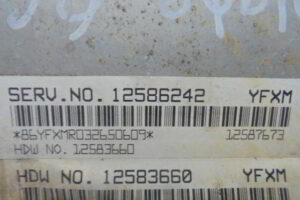 SERV.NO. 12586242 YFXM
*86YFXMR032650609* 12587673
HDW NO. 12583660
HDW NO. 12583660 YFXM